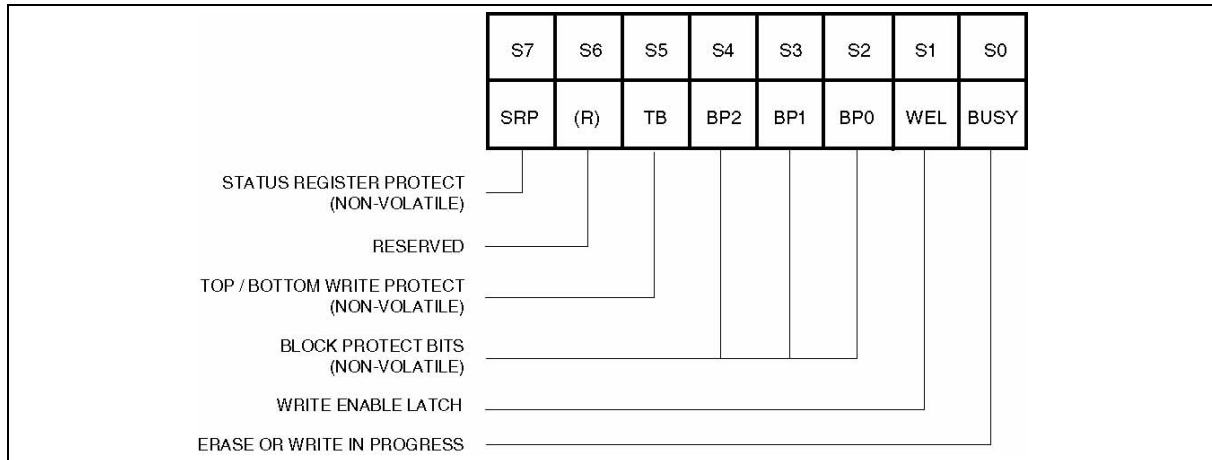 S7 S6 S5 S4 S3 S2 S1 S0
SRP (R) TB BP2 BP1 BP0 WEL BUSY
STATUS REGISTER PROTECT
(NON-VOLATILE)
RESERVED
TOP / BOTTOM WRITE PROTECT
(NON-VOLATILE)
BLOCK PROTECT BITS
(NON-VOLATILE)
WRITE ENABLE LATCH
ERASE OR WRITE IN PROGRESS